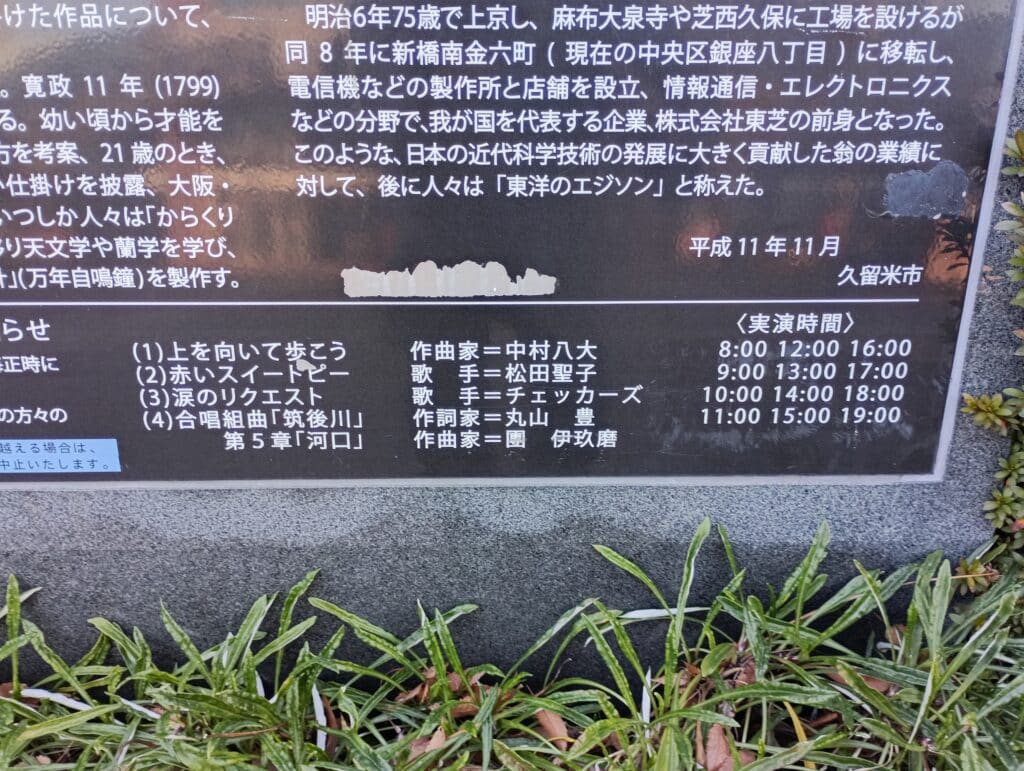 けた作品について、
。寛政11年(1799)
る。幼い頃から才能を
方を考案、21歳のとき、
い仕掛けを披露、大阪・
いつしか人々は「からくり
移り天文学や蘭学を学び、
計」(万年自鳴鐘)を製作す。
明治6年75歳で上京し、麻布大泉寺や芝西久保に工場を設けるが
同8年に新橋南金六町(現在の中央区銀座八丁目)に移転し、
電信機などの製作所と店舗を設立、情報通信・エレクトロニクス
などの分野で、我が国を代表する企業、株式会社東芝の前身となった。
このような、日本の近代科学技術の発展に大きく貢献した翁の業績に
対して、後に人々は「東洋のエジソン」と称えた。
平成11年11月
久留米市
らせ
正時に
の方々の
越える場合は、
中止いたします。
(1)上を向いて歩こう 作曲家=中村八大
(2)赤いスイートピー 歌 手=松田聖子
(3)涙のリクエスト 歌 手=チェッカーズ
(4)合唱組曲「筑後川」 作詞家=丸山 豊
第5章「河口」 作曲家=團 伊玖磨
〈実演時間〉
8:00 12:00 16:00
9:00 13:00 17:00
10:00 14:00 18:00
11:00 15:00 19:00